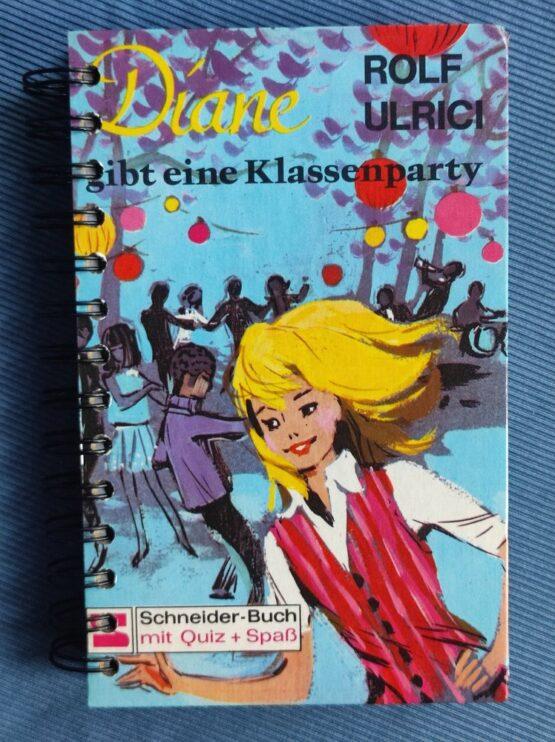 Diane
ROLF
ULRICI
gibt eine Klassenparty
Schneider-Buch
mit Quiz + Spaß